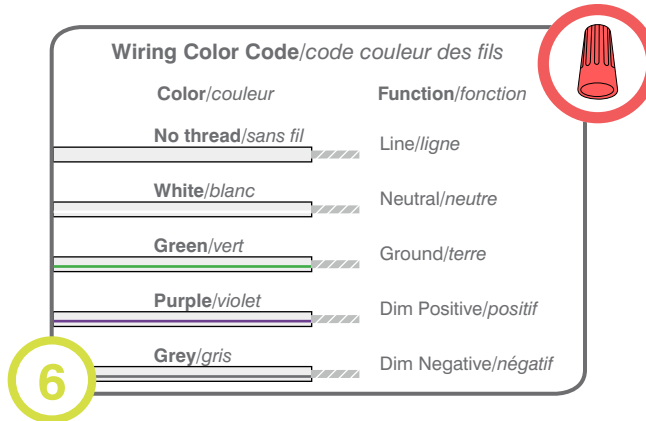 Wiring Color Code/code couleur des fils
Color/couleur Function/fonction
No thread/sans fil Line/ligne
White/blanc Neutral/neutre
Green/vert Ground/terre
Purple/violet Dim Positive/positif
Grey/gris Dim Negative/négatif
6